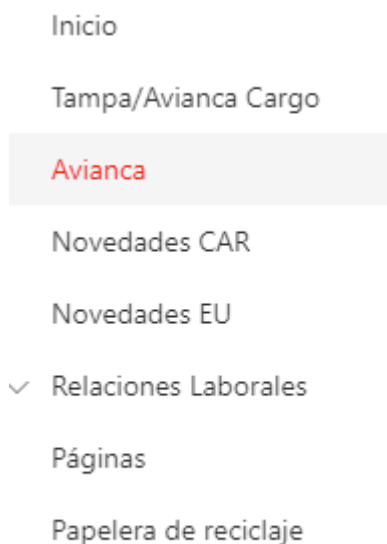 Inicio
Tampa/Avianca Cargo
Avianca
Novedades CAR
Novedades EU
Relaciones Laborales
Páginas
Papelera de reciclaje